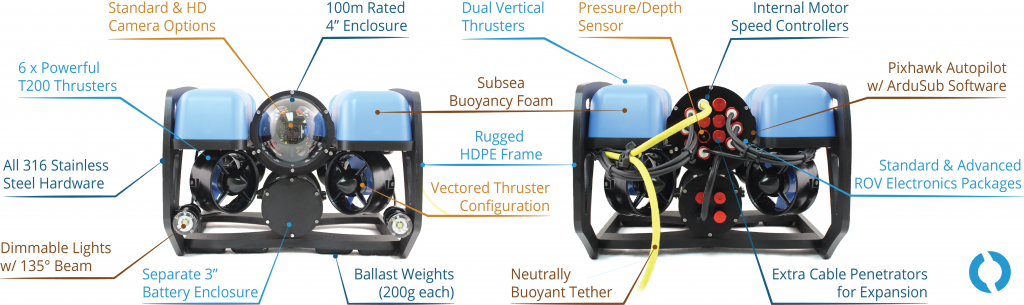 Standard & HD
Camera Options
100m Rated
4” Enclosure
Dual Vertical
Thrusters
Pressure/Depth
Sensor
Internal Motor
Speed Controllers
6 x Powerful
T200 Thrusters
Subsea
Buoyancy Foam
Pixhawk Autopilot
w/ ArduSub Software
All 316 Stainless
Steel Hardware
Rugged
HDPE Frame
Vectored Thruster
Configuration
Standard & Advanced
ROV Electronics Packages
Dimmable Lights
w/ 135° Beam
Separate 3”
Battery Enclosure
Ballast Weights
(200g each)
Neutrally
Buoyant Tether
Extra Cable Penetrators
for Expansion